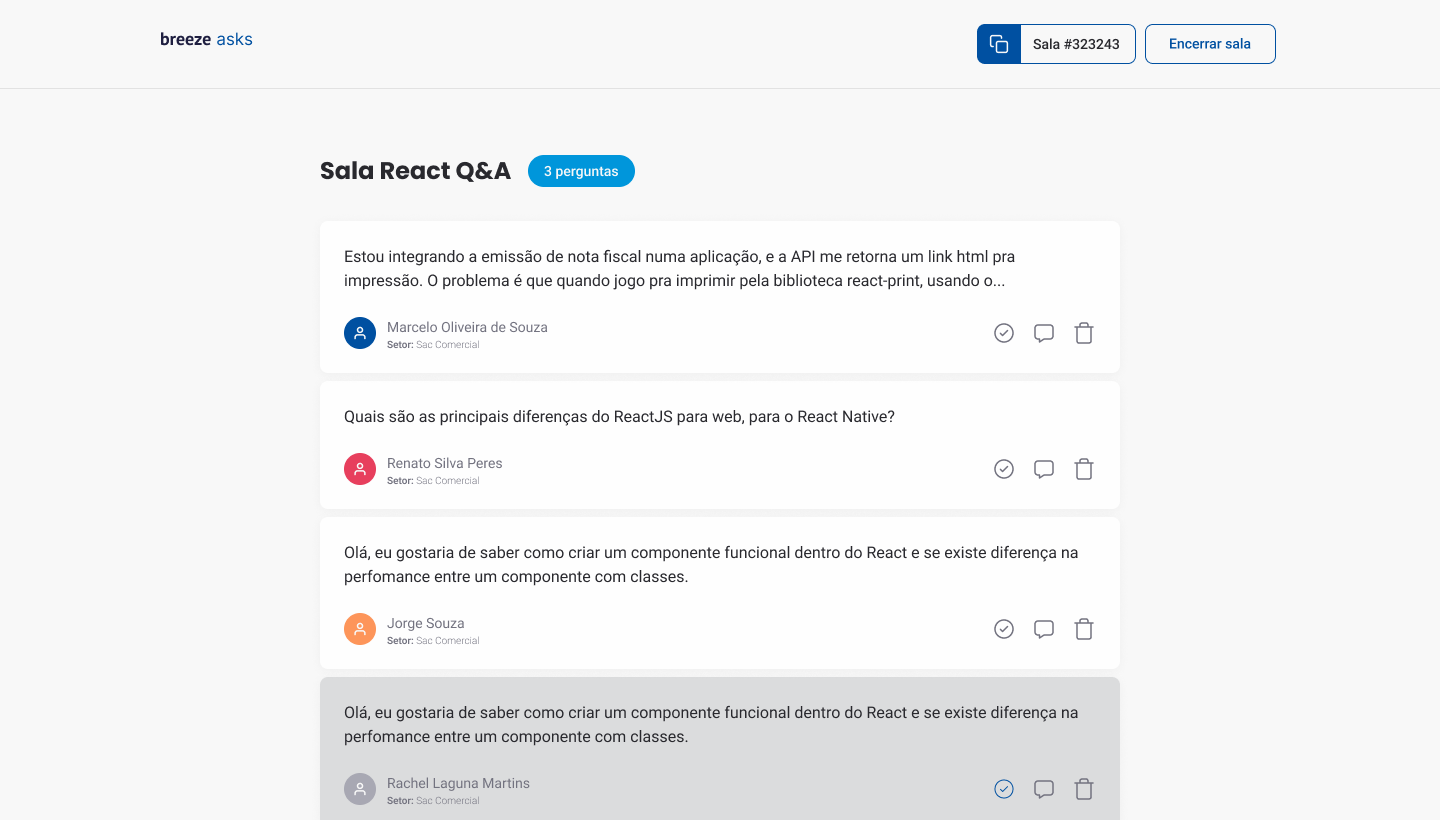 breeze asks
Sala #323243
Encerrar sala
Sala React Q&A
3 perguntas
Estou integrando a emissão de nota fiscal numa aplicação, e a API me retorna um link html pra
impressão. O problema é que quando jogo pra imprimir pela biblioteca react-print, usando o...
Marcelo Oliveira de Souza
Setor: Sac Comercial
Quais são as principais diferenças do ReactJS para web, para o React Native?
Renato Silva Peres
Setor: Sac Comercial
Olá, eu gostaria de saber como criar um componente funcional dentro do React e se existe diferença na
perfomance entre um componente com classes.
Jorge Souza
Setor: Sac Comercial
Olá, eu gostaria de saber como criar um componente funcional dentro do React e se existe diferença na
perfomance entre um componente com classes.
Rachel Laguna Martins
Setor: Sac Comercial